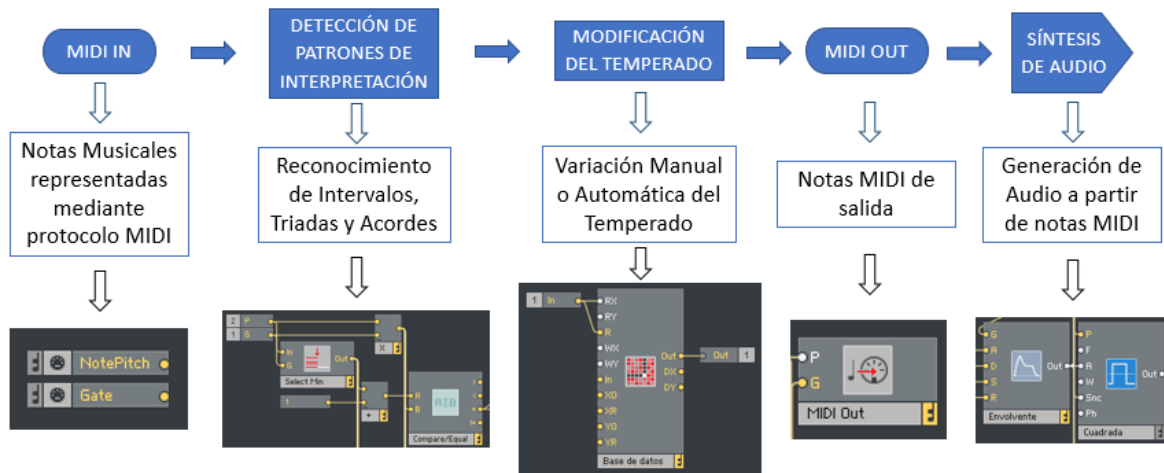 MIDI IN
DETECCIÓN DE
PATRONES DE
INTERPRETACIÓN
MODIFICACIÓN
DEL TEMPERADO
MIDI OUT
SÍNTESIS
DE AUDIO
Notas Musicales
representadas
mediante
protocolo MIDI
Reconocimiento
de Intervalos,
Triadas y Acordes
Variación Manual
o Automática del
Temperado
Notas MIDI de
salida
Generación de
Audio a partir
de notas MIDI
NotePitch
Gate
2 P
1 G
In
G
Out
Select Min
X
1
+
A
B
A≷B
>
<
=
Compare/Equal
1 In
RX
RY
R
WX
WY
In
XO
XR
YO
YR
Out
DX
DY
Base de datos
Out 1
P
G
MIDI Out
G
A
D
S
R
Out
Envolvente
P
F
A
W
Snc
Ph
Out
Cuadrada